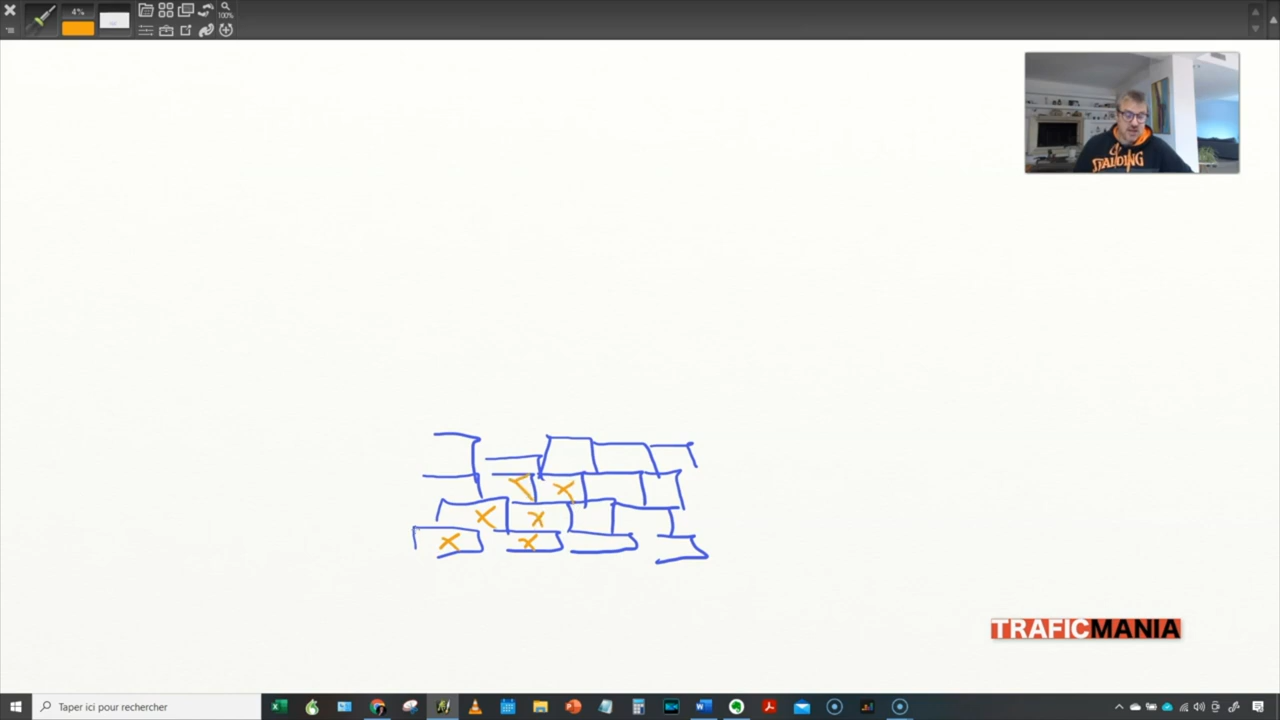 4%
100%
SPALDING
X
X X
X X
TRAFICMANIA
Taper ici pour rechercher